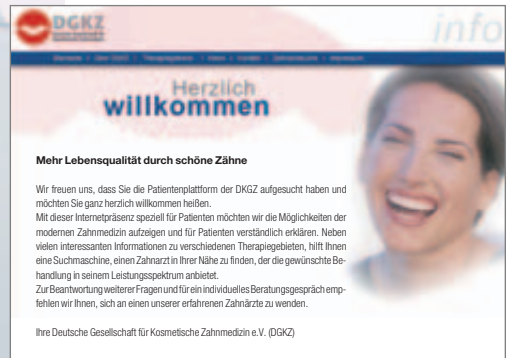 DGKZ
info
Herzlich
willkommen
Mehr Lebensqualität durch schöne Zähne
Wir freuen uns, dass Sie die Patientenplattform der DKGZ aufgesucht haben und
möchten Sie ganz herzlich willkommen heißen.
Mit dieser Internetpräsenz speziell für Patienten möchten wir die Möglichkeiten der
modernen Zahnmedizin aufzeigen und für Patienten verständlich erklären. Neben
vielen interessanten Informationen zu verschiedenen Therapiegebieten, hilft Ihnen
eine Suchmaschine, einen Zahnarzt in Ihrer Nähe zu finden, der die gewünschte Be-
handlung in seinem Leistungsspektrum anbietet.
Zur Beantwortung weiterer Fragen und für ein individuelles Beratungsgespräch emp-
fehlen wir Ihnen, sich an einen unserer erfahrenen Zahnärzte zu wenden.
Ihre Deutsche Gesellschaft für Kosmetische Zahnmedizin e.V. (DGKZ)